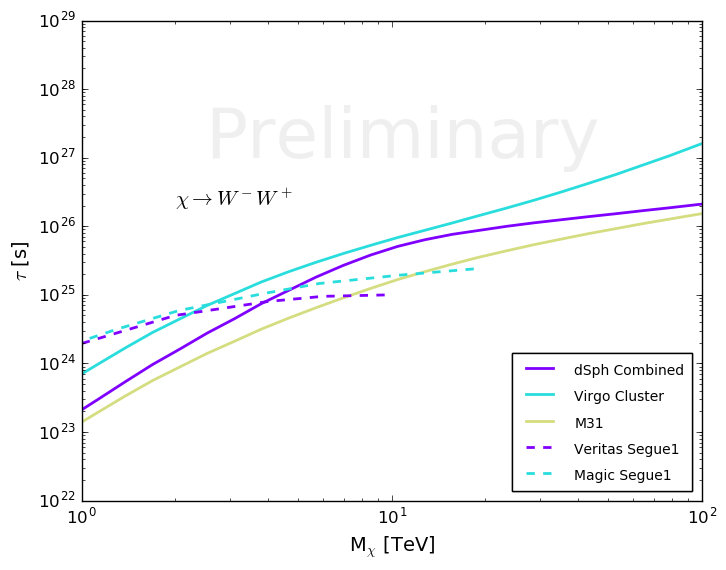 10^29
10^28
10^27
10^26
10^25
10^24
10^23
10^22
τ [s]
Preliminary
χ → W^− W^+
dSph Combined
Virgo Cluster
M31
Veritas Segue1
Magic Segue1
10^0 10^1 10^2
M_χ [TeV]